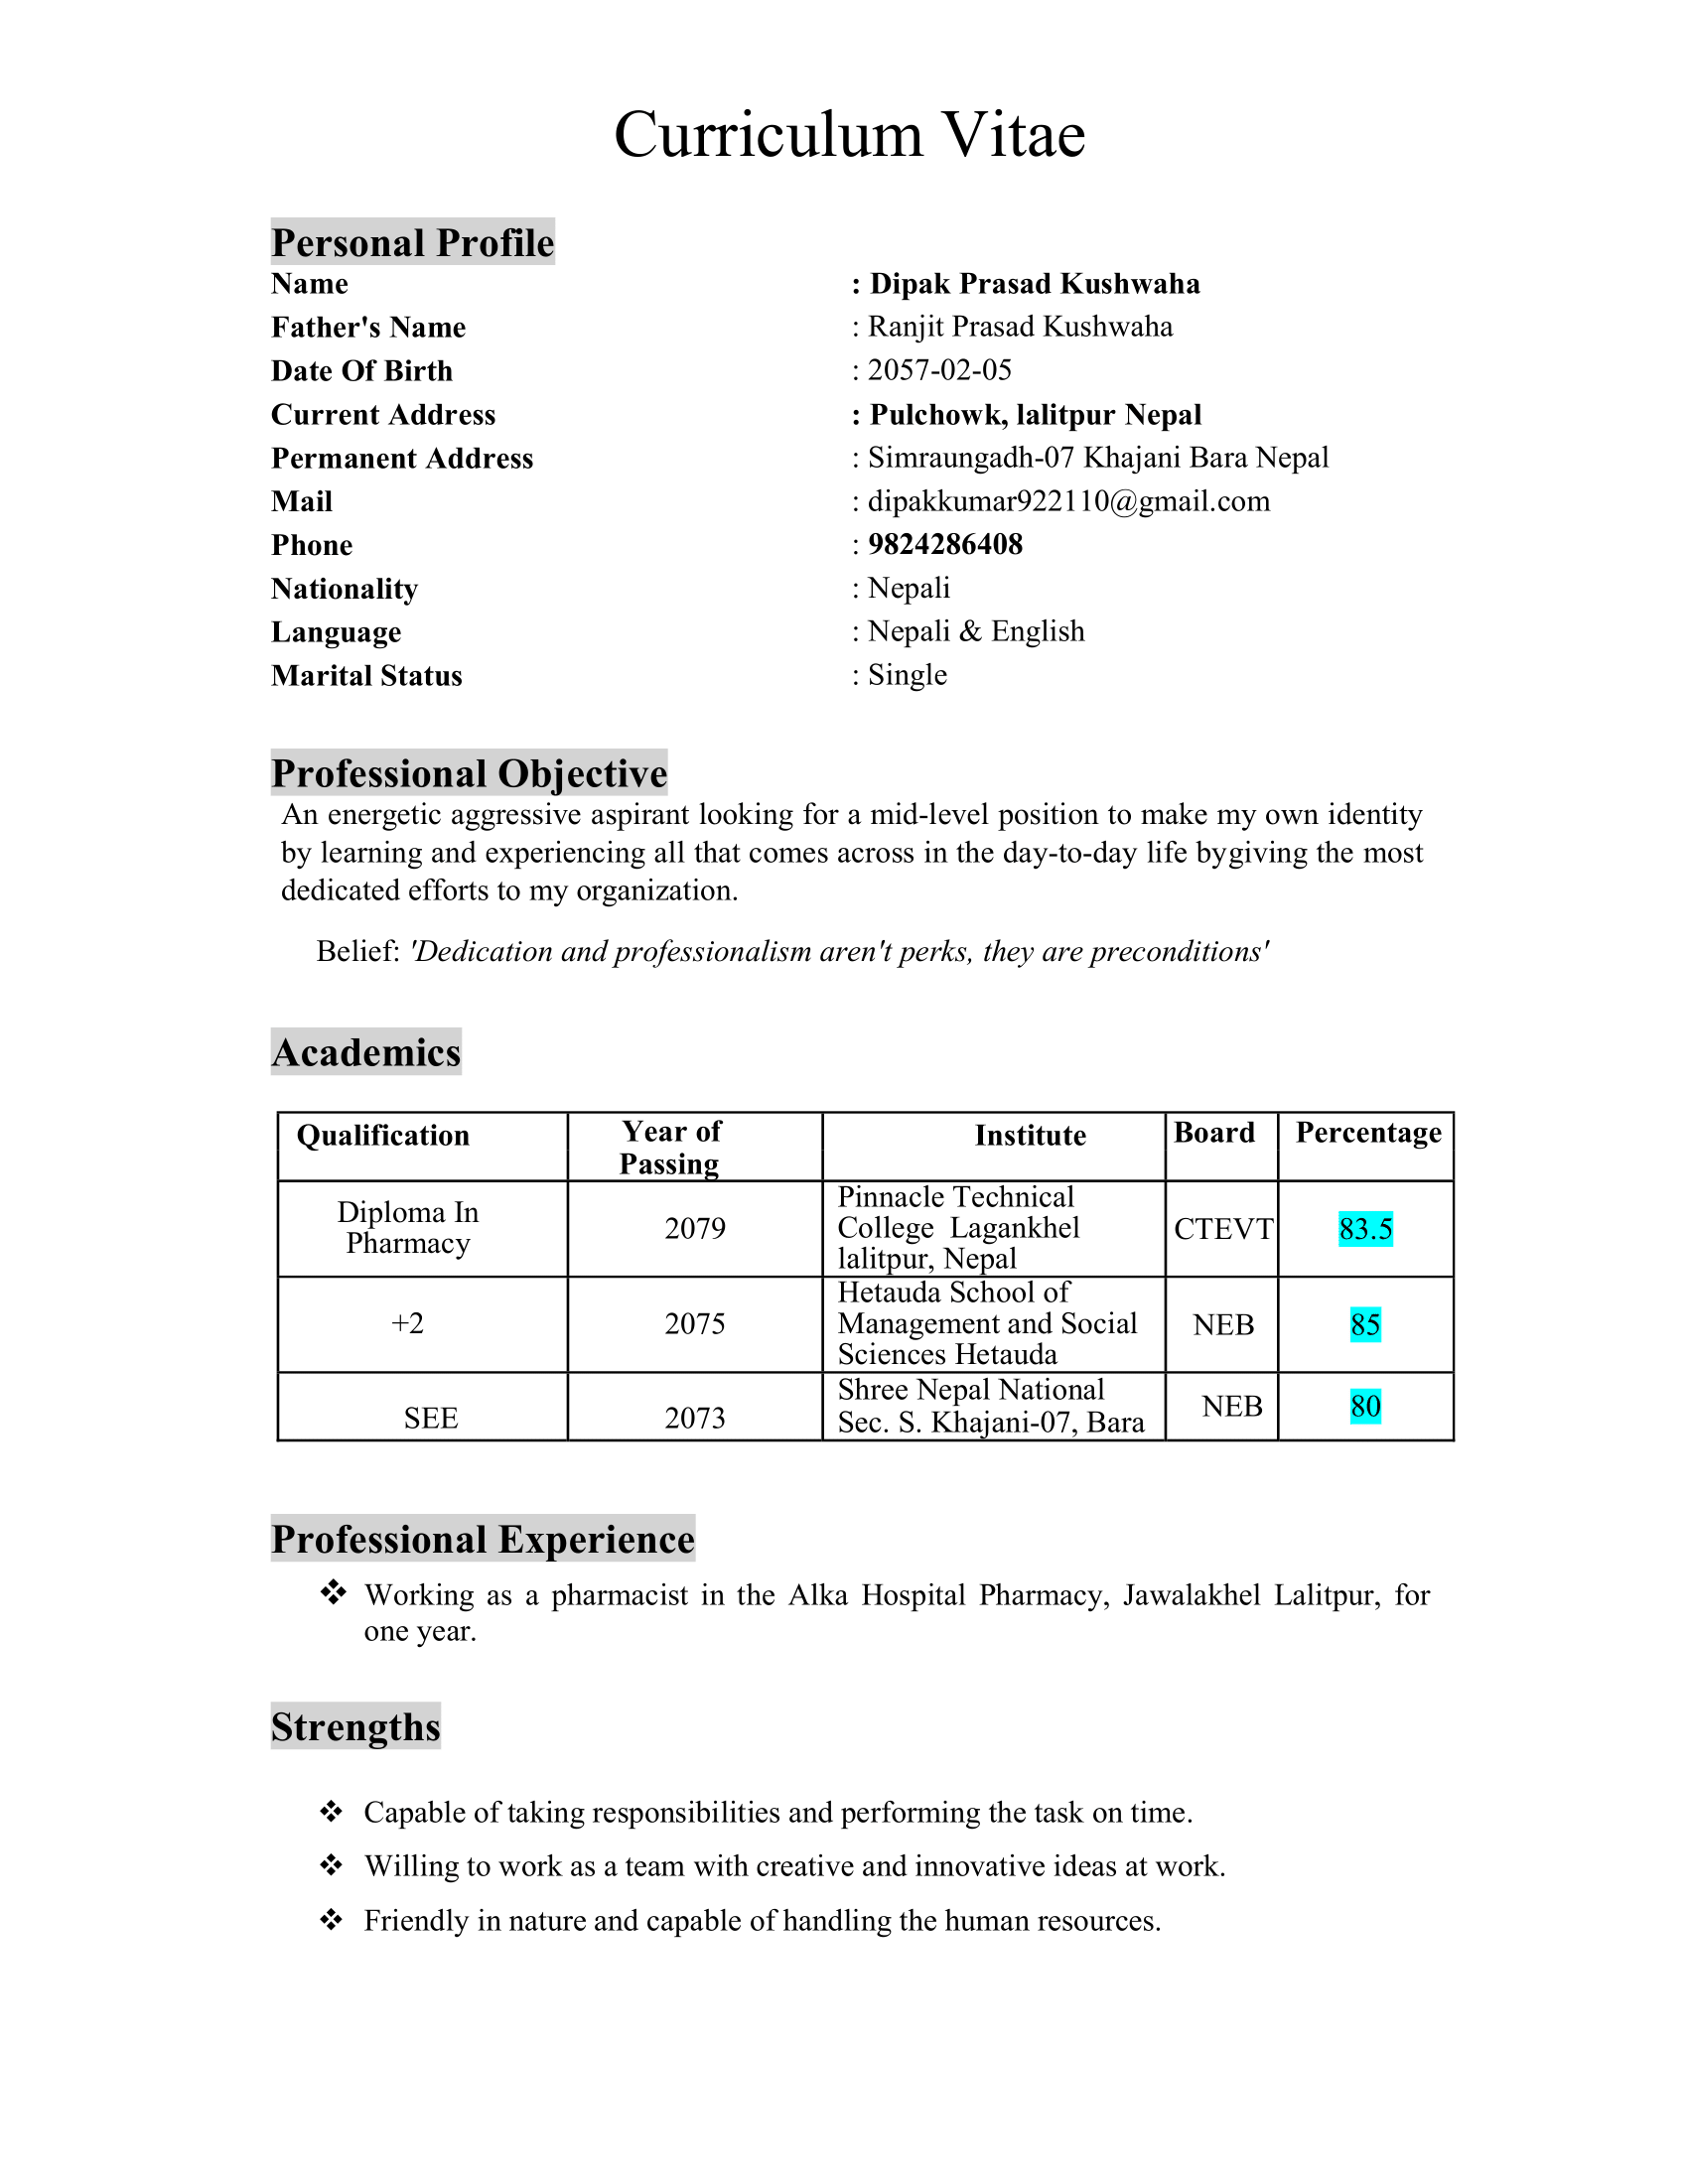 Curriculum Vitae
Personal Profile
Name : Dipak Prasad Kushwaha
Father's Name : Ranjit Prasad Kushwaha
Date Of Birth : 2057-02-05
Current Address : Pulchowk, lalitpur Nepal
Permanent Address : Simraungadh-07 Khajani Bara Nepal
Mail : dipakkumar922110@gmail.com
Phone : 9824286408
Nationality : Nepali
Language : Nepali & English
Marital Status : Single
Professional Objective
An energetic aggressive aspirant looking for a mid-level position to make my own identity
by learning and experiencing all that comes across in the day-to-day life bygiving the most
dedicated efforts to my organization.
Belief: 'Dedication and professionalism aren't perks, they are preconditions'
Academics
Qualification
Year of
Passing
Institute
Board
Percentage
Diploma In
Pharmacy
2079
Pinnacle Technical
College Lagankhel
lalitpur, Nepal
CTEVT
83.5
+2
2075
Hetauda School of
Management and Social
Sciences Hetauda
NEB
85
SEE
2073
Shree Nepal National
Sec. S. Khajani-07, Bara
NEB
80
Professional Experience
❖ Working as a pharmacist in the Alka Hospital Pharmacy, Jawalakhel Lalitpur, for
one year.
Strengths
❖ Capable of taking responsibilities and performing the task on time.
❖ Willing to work as a team with creative and innovative ideas at work.
❖ Friendly in nature and capable of handling the human resources.